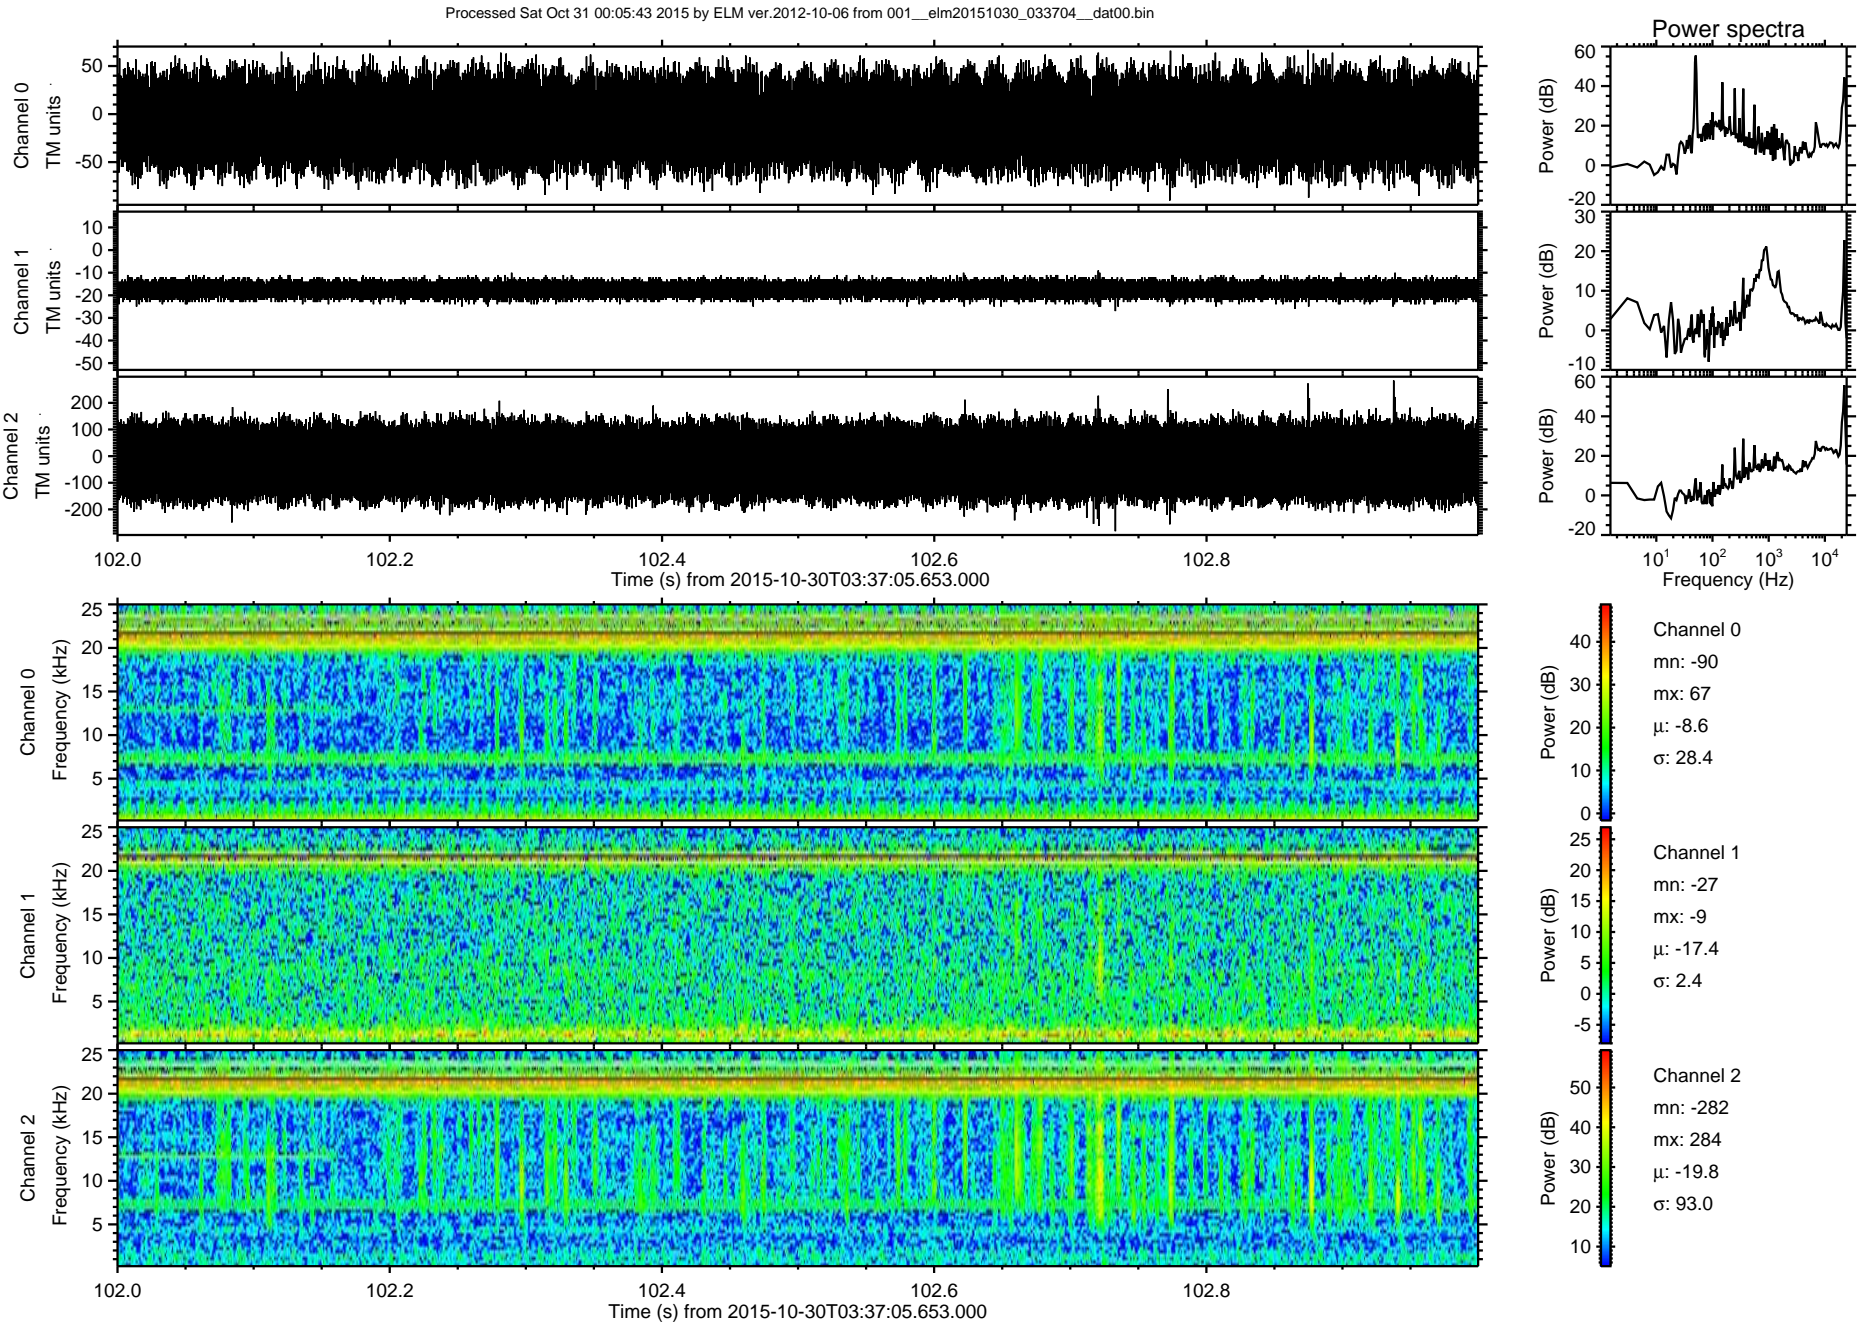 Processed Sat Oct 31 00:05:43 2015 by ELM ver.2012-10-06 from 001__elm20151030_033704__dat00.bin
Power spectra
Channel 0
TM units
50
0
-50
Power (dB)
60
40
20
0
-20
Channel 1
TM units
10
0
-10
-20
-30
-40
-50
Power (dB)
30
20
10
0
-10
Channel 2
TM units
200
100
0
-100
-200
Power (dB)
60
40
20
0
-20
102.0 102.2 102.4 102.6 102.8
Time (s) from 2015-10-30T03:37:05.653.000
10¹ 10² 10³ 10⁴
Frequency (Hz)
Channel 0
Frequency (kHz)
25
20
15
10
5
Power (dB)
40
30
20
10
0
Channel 0
mn: -90
mx: 67
μ: -8.6
σ: 28.4
Channel 1
Frequency (kHz)
25
20
15
10
5
Power (dB)
25
20
15
10
5
0
-5
Channel 1
mn: -27
mx: -9
μ: -17.4
σ: 2.4
Channel 2
Frequency (kHz)
25
20
15
10
5
Power (dB)
50
40
30
20
10
Channel 2
mn: -282
mx: 284
μ: -19.8
σ: 93.0
102.0 102.2 102.4 102.6 102.8
Time (s) from 2015-10-30T03:37:05.653.000